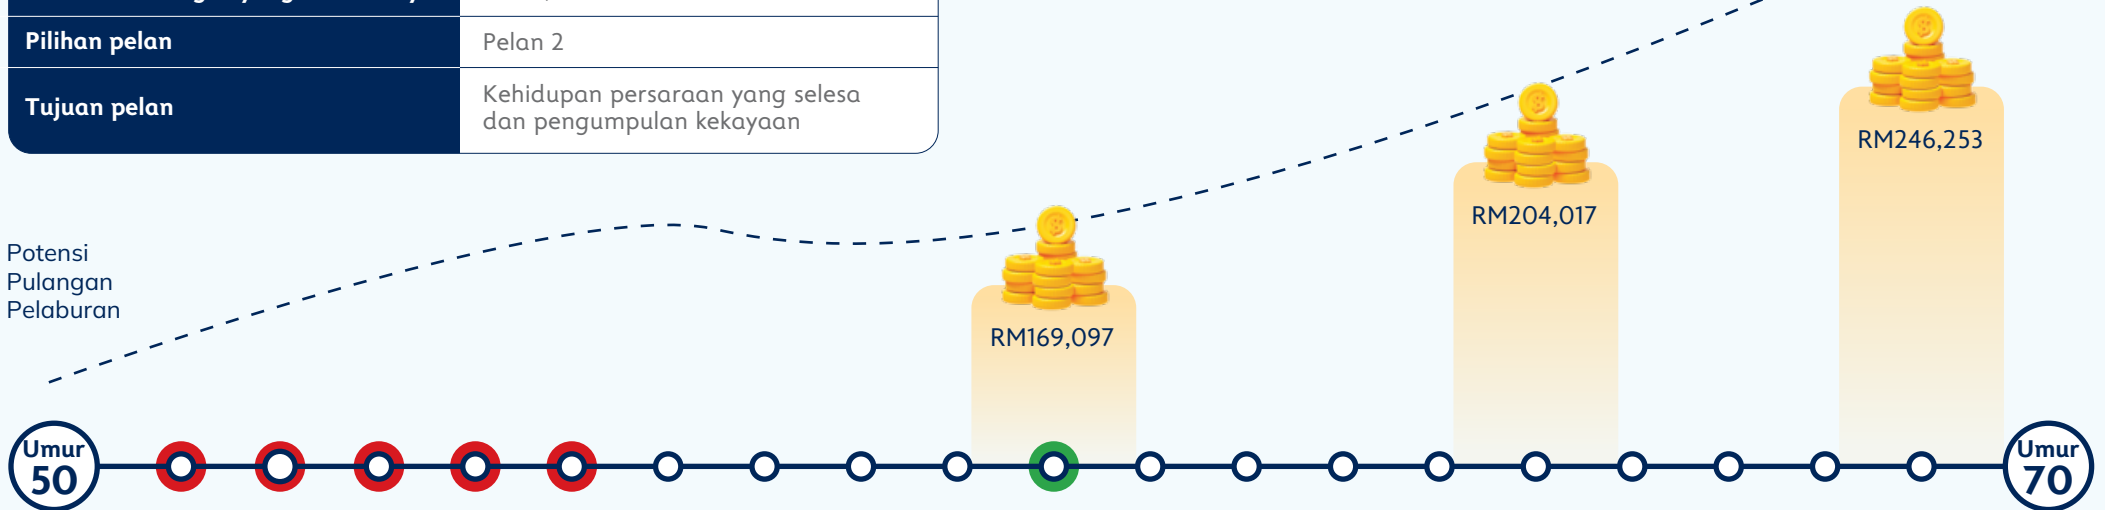 Pilihan pelan
Pelan 2
Tujuan pelan
Kehidupan persaraan yang selesa
dan pengumpulan kekayaan
RM246,253
RM204,017
Potensi
Pulangan
Pelaburan
RM169,097
Umur
50
Umur
70